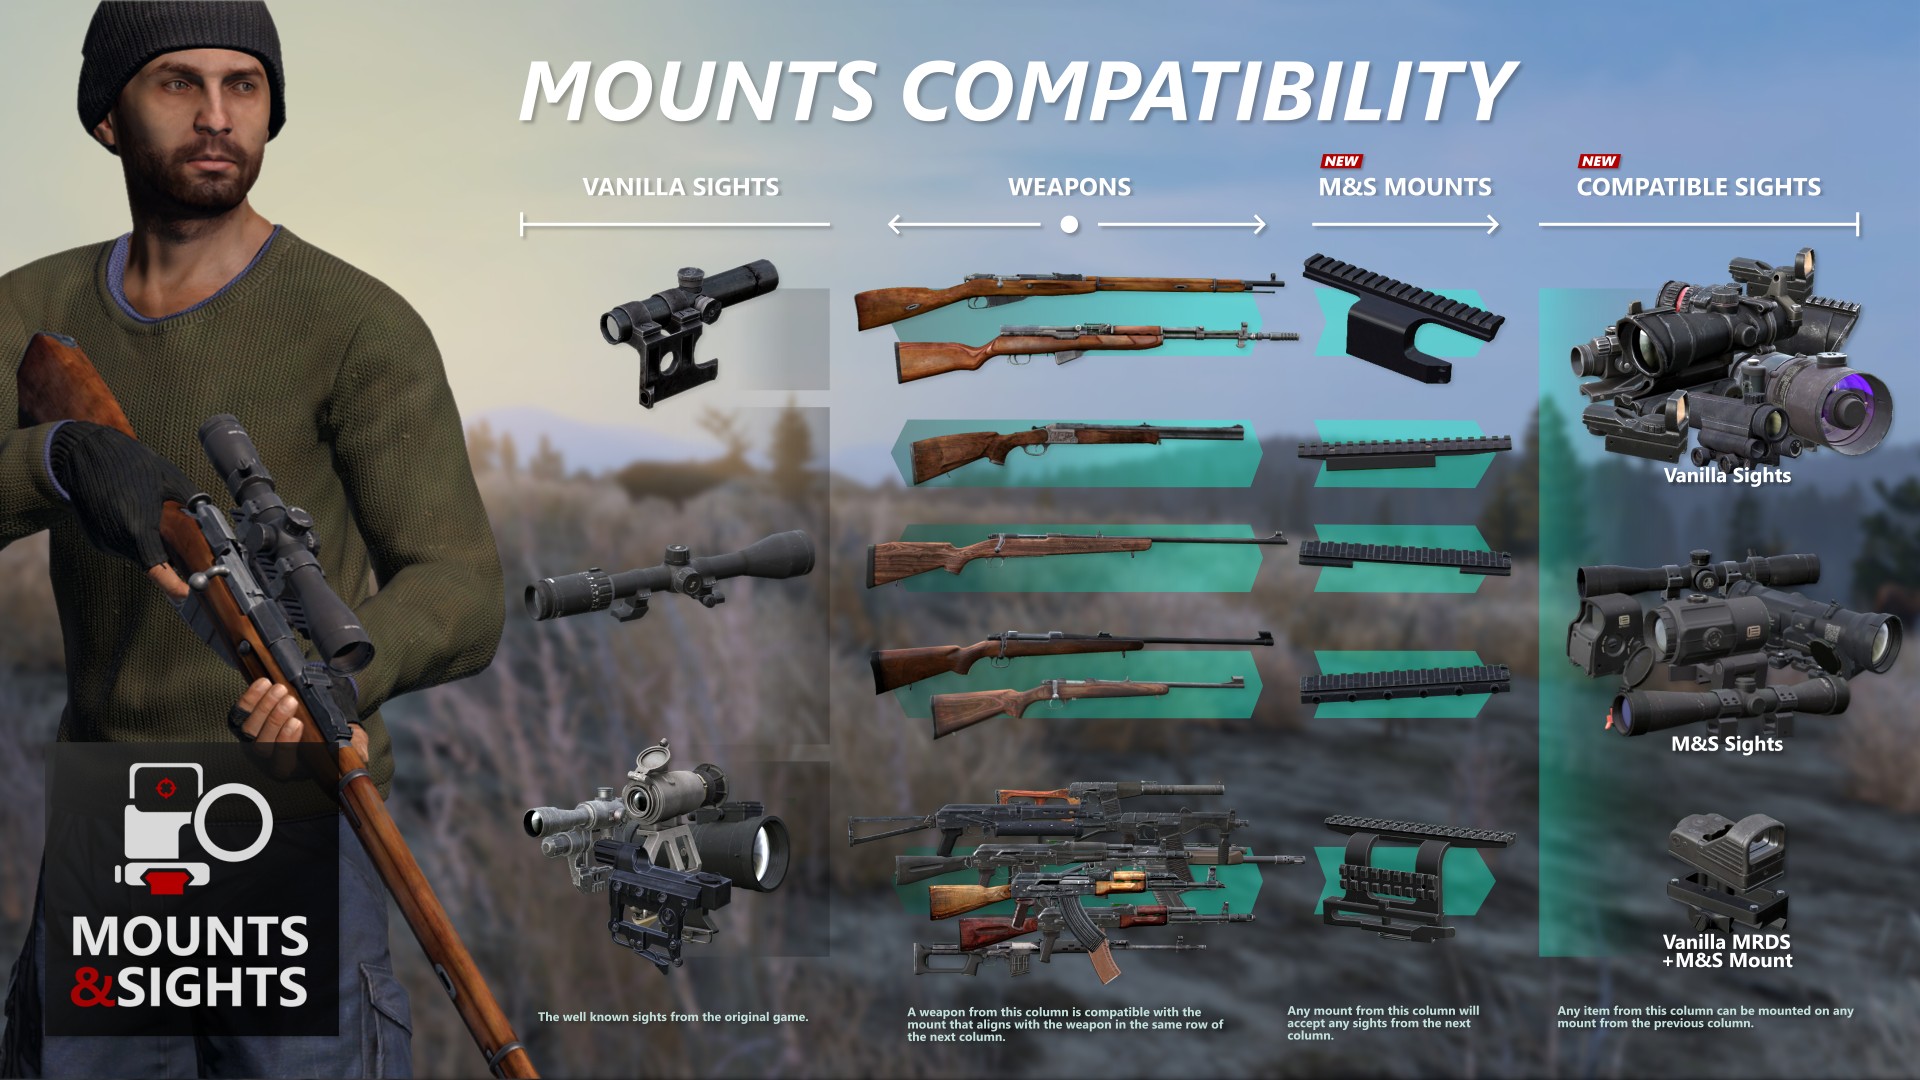 MOUNTS COMPATIBILITY
VANILLA SIGHTS
WEAPONS
NEW
M&S MOUNTS
NEW
COMPATIBLE SIGHTS
Vanilla Sights
M&S Sights
Vanilla MRDS
+M&S Mount
MOUNTS
&SIGHTS
The well known sights from the original game.
A weapon from this column is compatible with the
mount that aligns with the weapon in the same row of
the next column.
Any mount from this column will
accept any sights from the next
column.
Any item from this column can be mounted on any
mount from the previous column.